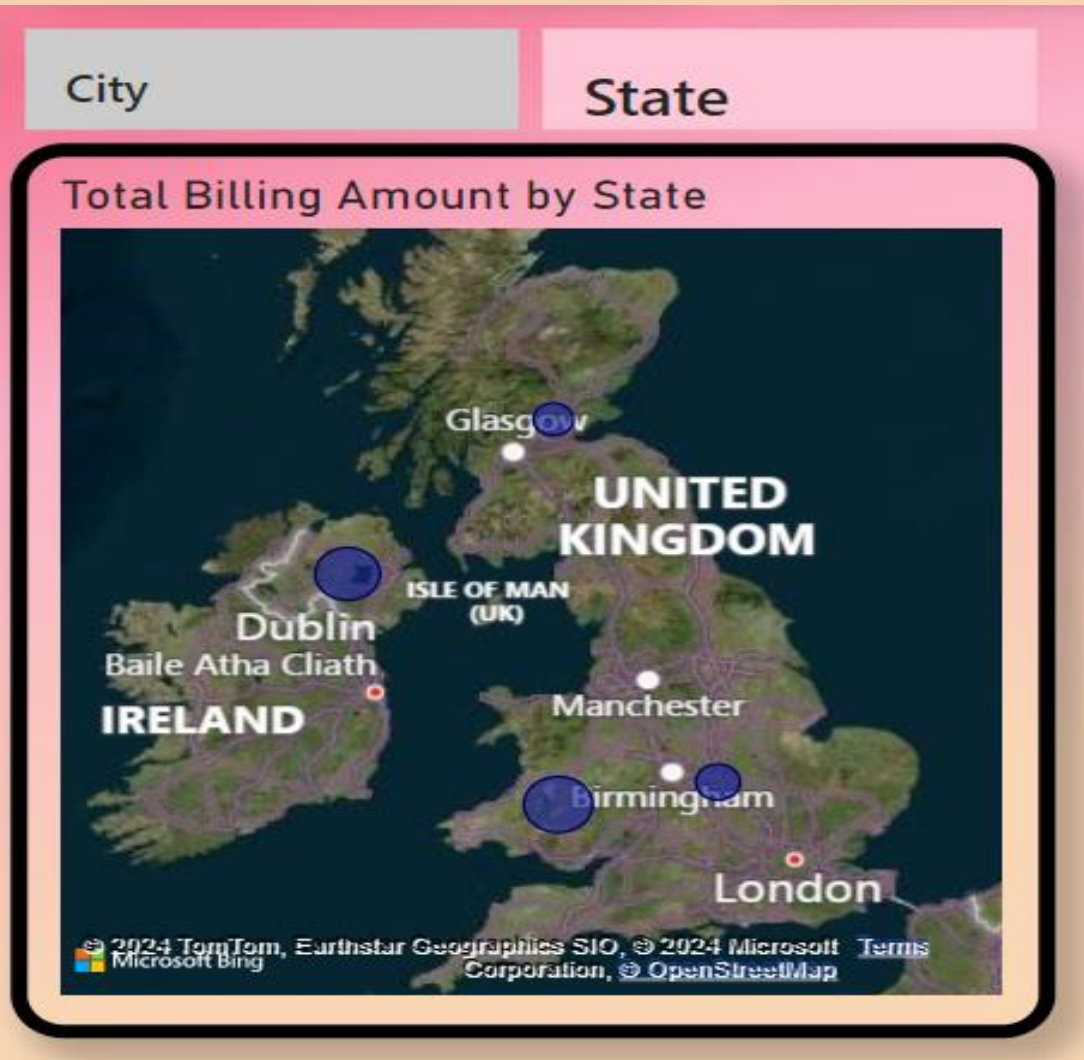 City
State
Total Billing Amount by State
Glasgow
UNITED
KINGDOM
ISLE OF MAN
(UK)
Dublin
Baile Atha Cliath
IRELAND
Manchester
Birmingham
London
© 2024 TomTom, Earthstar Geographics SIO, © 2024 Microsoft Terms
Microsoft Bing
Corporation, © OpenStreetMap